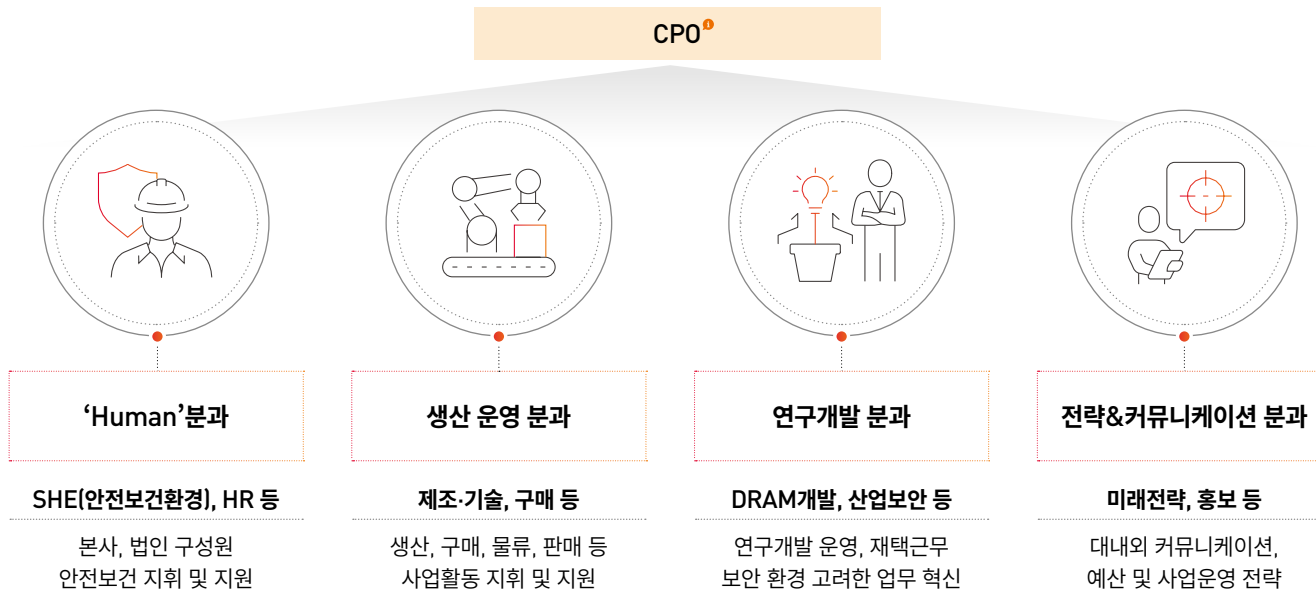 CPO
‘Human’분과
SHE(안전보건환경), HR 등
본사, 법인 구성원
안전보건 지휘 및 지원
생산 운영 분과
제조·기술, 구매 등
생산, 구매, 물류, 판매 등
사업활동 지휘 및 지원
연구개발 분과
DRAM개발, 산업보안 등
연구개발 운영, 재택근무
보안 환경 고려한 업무 혁신
전략&커뮤니케이션 분과
미래전략, 홍보 등
대내외 커뮤니케이션,
예산 및 사업운영 전략